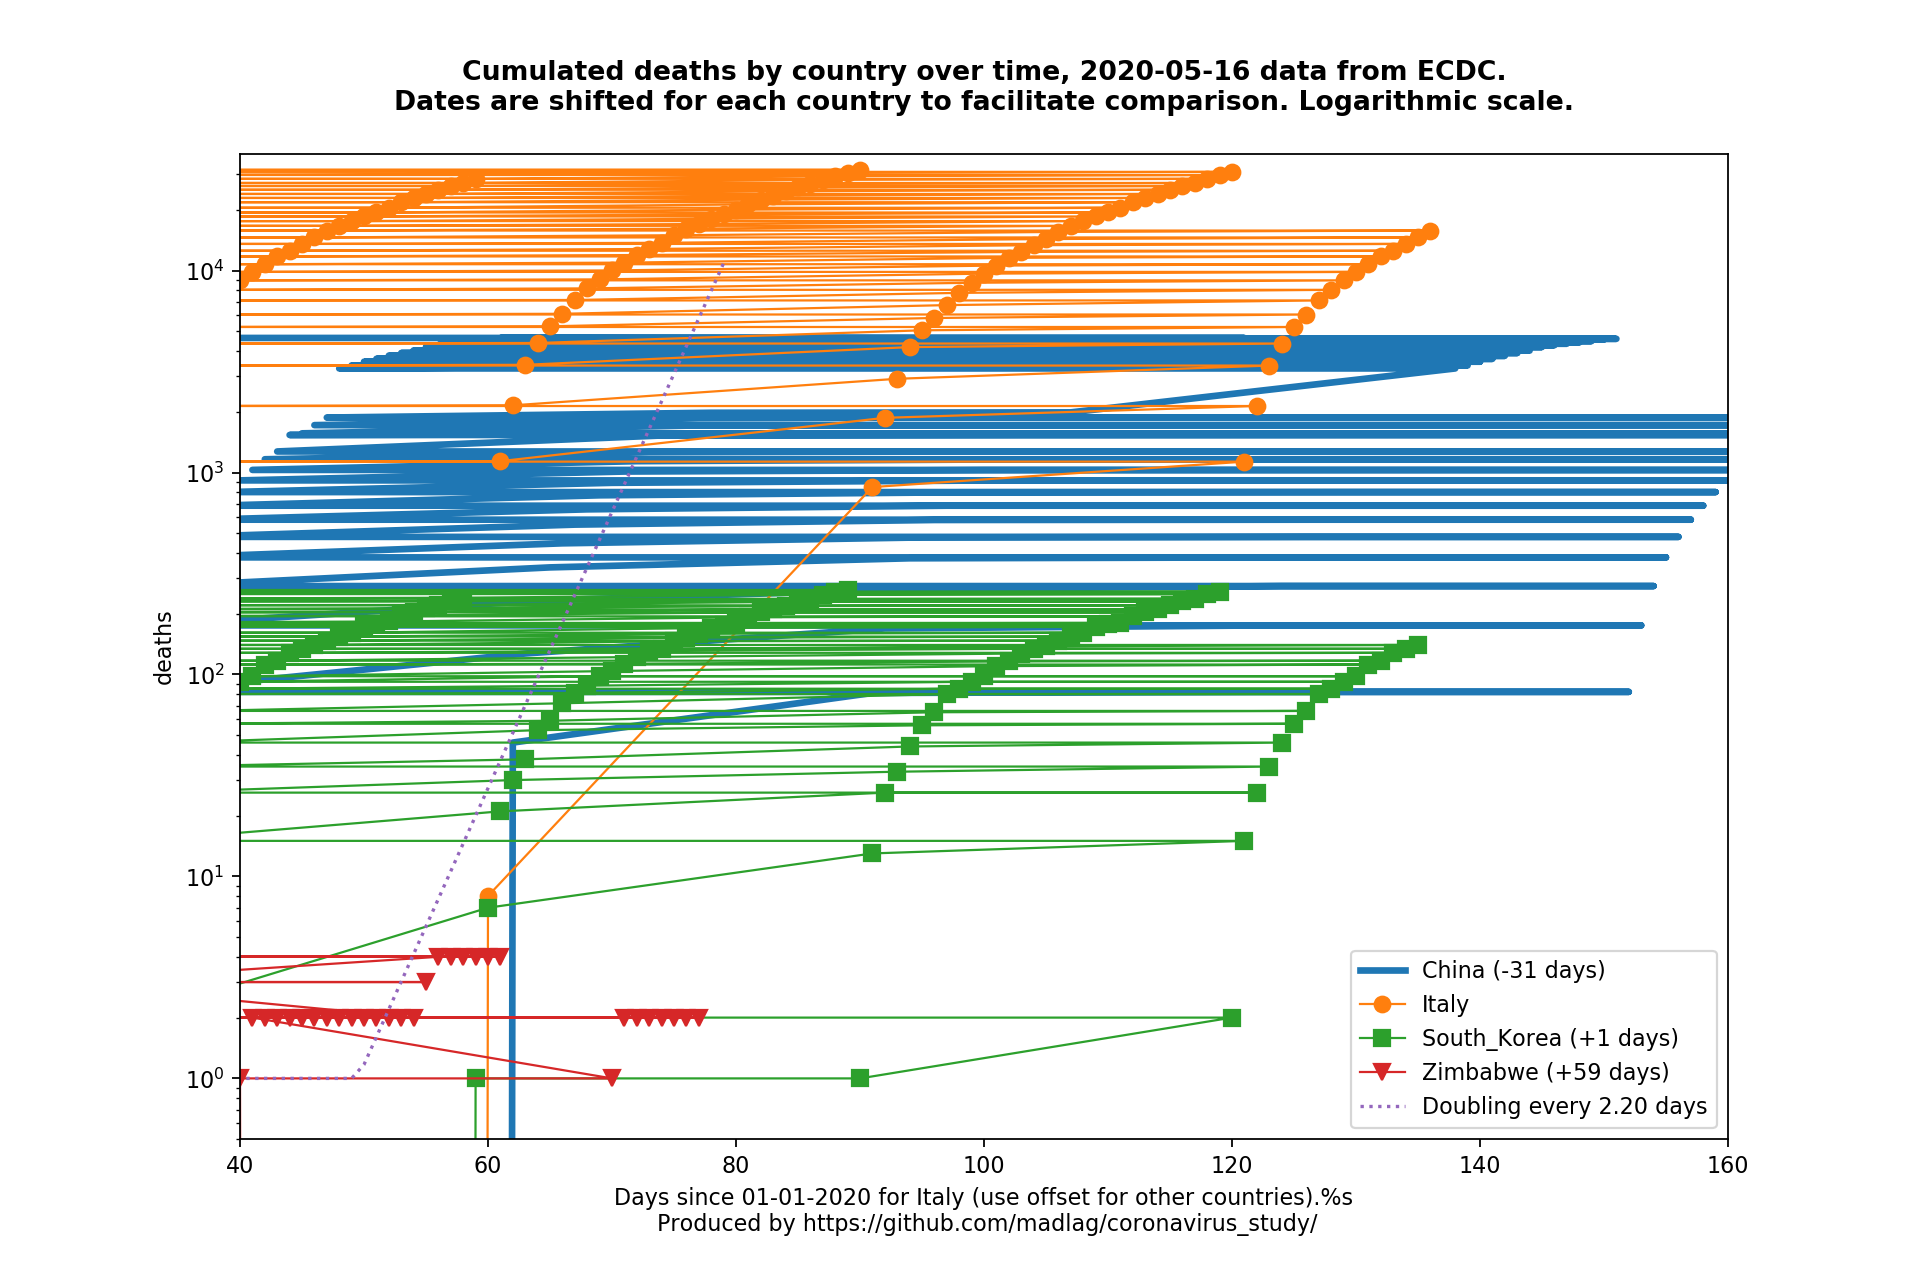 Cumulated deaths by country over time, 2020-05-16 data from ECDC.
Dates are shifted for each country to facilitate comparison. Logarithmic scale.
deaths
10⁴
10³
10²
10¹
10⁰
China (-31 days)
Italy
South_Korea (+1 days)
Zimbabwe (+59 days)
Doubling every 2.20 days
40 60 80 100 120 140 160
Days since 01-01-2020 for Italy (use offset for other countries).%s
Produced by https://github.com/madlag/coronavirus_study/